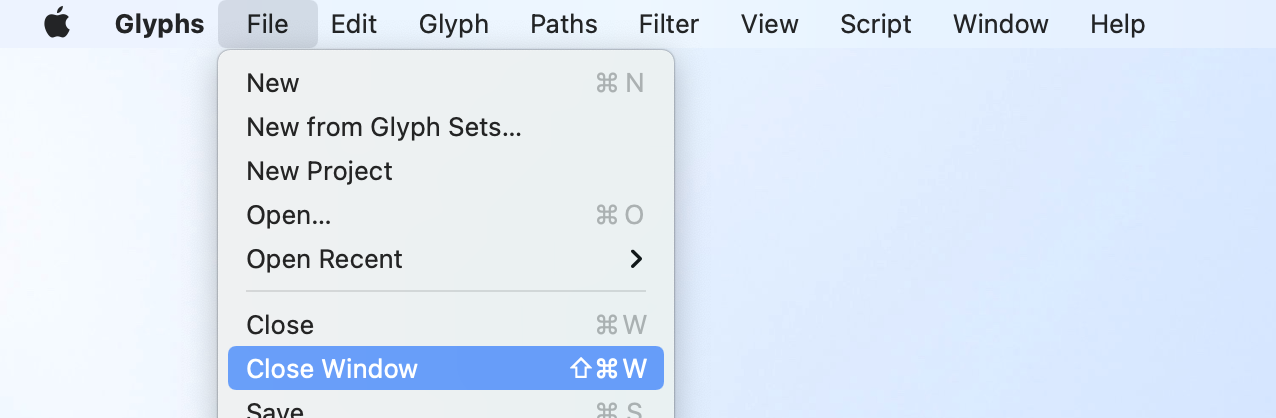 Glyphs File Edit Glyph Paths Filter View Script Window Help
New ⌘ N
New from Glyph Sets...
New Project
Open... ⌘ O
Open Recent
Close ⌘ W
Close Window ⇧⌘ W
Save ⌘ S